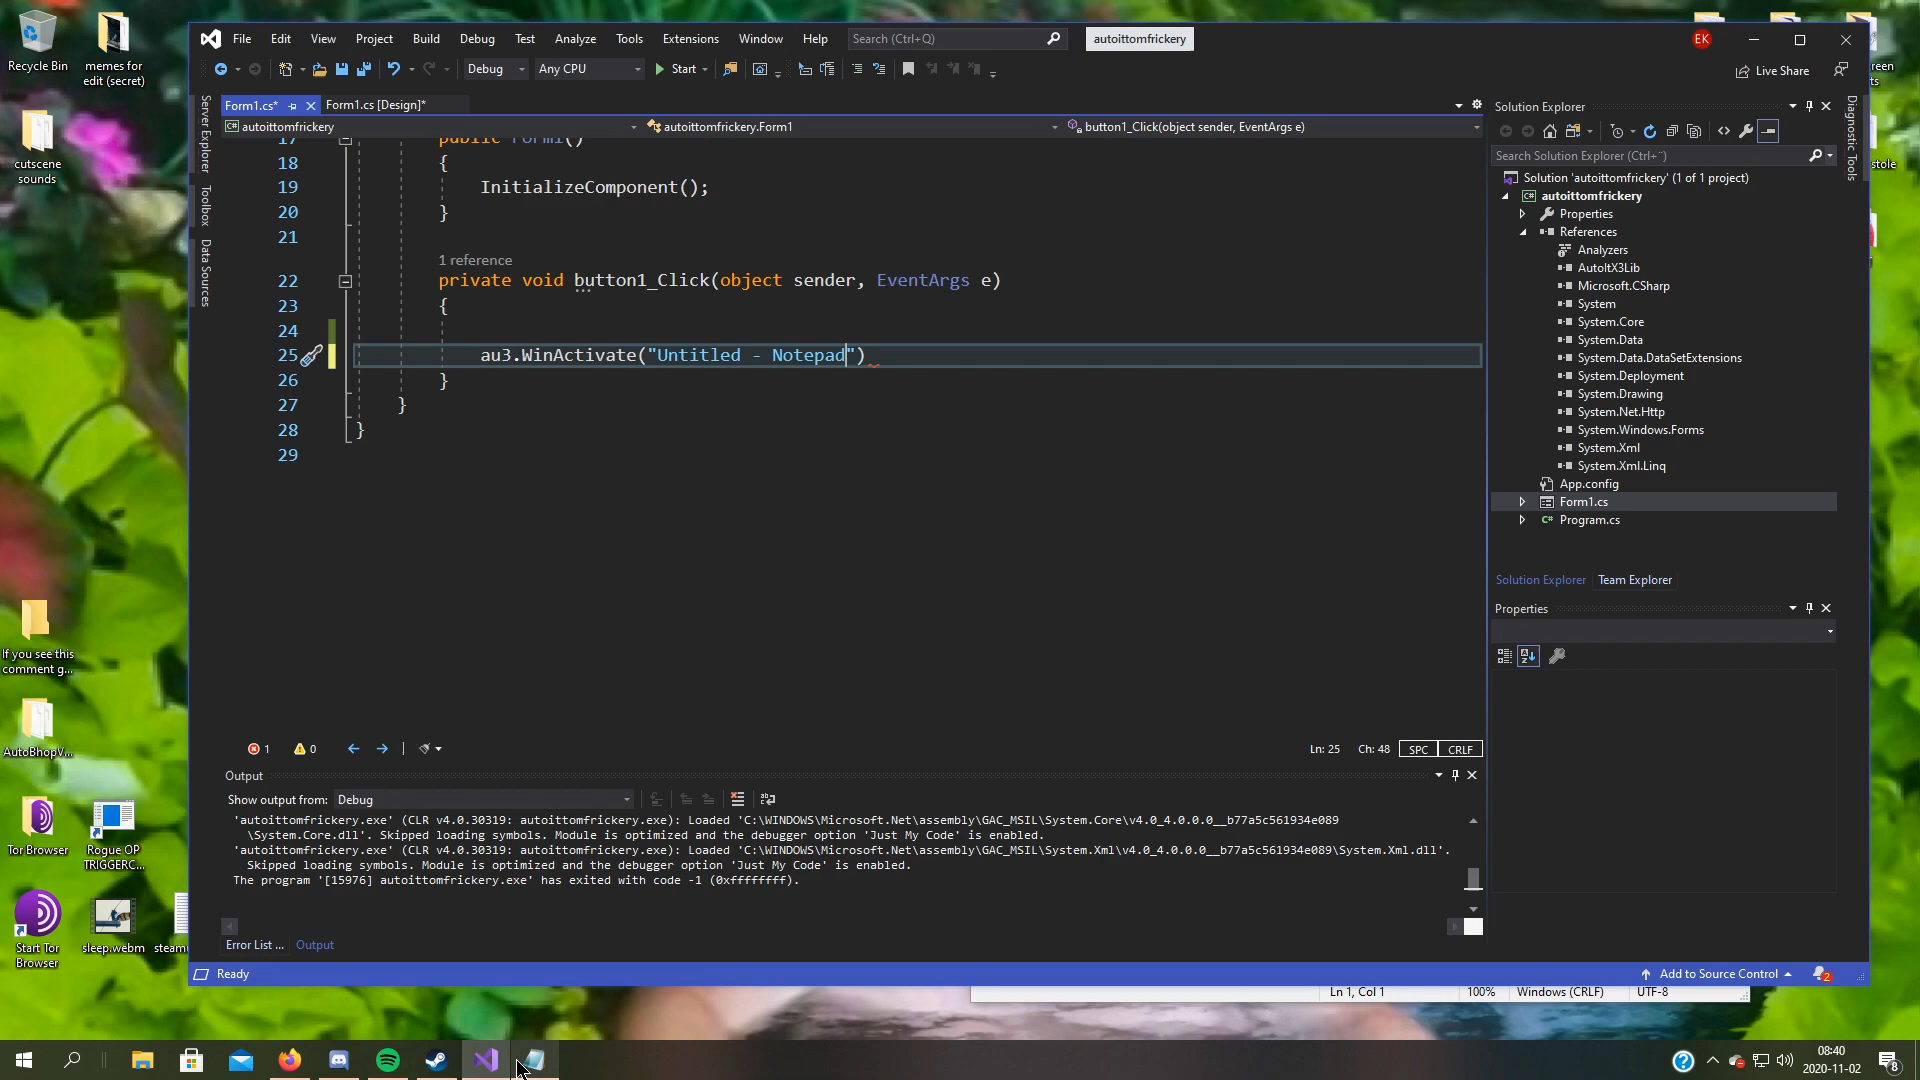 Recycle Bin
memes for
edit (secret)
cutscene
sounds
If you see this
comment g...
AutoBhopV...
Tor Browser
Rogue OP
TRIGGERC...
Start Tor
Browser
sleep.webm
steam
File Edit View Project Build Debug Test Analyze Tools Extensions Window Help
Search (Ctrl+Q)
autoittomfrickery
EK
Debug
Any CPU
Start
Live Share
Server Explorer
Toolbox
Data Sources
Form1.cs*
Form1.cs [Design]*
autoittomfrickery
autoittomfrickery.Form1
button1_Click(object sender, EventArgs e)
17 public Form1()
18 {
19 InitializeComponent();
20 }
21
1 reference
22 private void button1_Click(object sender, EventArgs e)
23 {
24
25 au3.WinActivate("Untitled - Notepad")
26 }
27 }
28 }
29
1
0
Ln: 25 Ch: 48 SPC CRLF
Output
Show output from: Debug
'autoittomfrickery.exe' (CLR v4.0.30319: autoittomfrickery.exe): Loaded 'C:\WINDOWS\Microsoft.Net\assembly\GAC_MSIL\System.Core\v4.0_4.0.0.0__b77a5c561934e089
\System.Core.dll'. Skipped loading symbols. Module is optimized and the debugger option 'Just My Code' is enabled.
'autoittomfrickery.exe' (CLR v4.0.30319: autoittomfrickery.exe): Loaded 'C:\WINDOWS\Microsoft.Net\assembly\GAC_MSIL\System.Xml\v4.0_4.0.0.0__b77a5c561934e089\System.Xml.dll'.
Skipped loading symbols. Module is optimized and the debugger option 'Just My Code' is enabled.
The program '[15976] autoittomfrickery.exe' has exited with code -1 (0xffffffff).
Error List ...
Output
Ready
Add to Source Control
2
Solution Explorer
Search Solution Explorer (Ctrl+¨)
Solution 'autoittomfrickery' (1 of 1 project)
autoittomfrickery
Properties
References
Analyzers
AutoItX3Lib
Microsoft.CSharp
System
System.Core
System.Data
System.Data.DataSetExtensions
System.Deployment
System.Drawing
System.Net.Http
System.Windows.Forms
System.Xml
System.Xml.Linq
App.config
Form1.cs
Program.cs
Solution Explorer
Team Explorer
Properties
Diagnostic Tools
reen
ts
stole
Ln 1, Col 1
100%
Windows (CRLF)
UTF-8
08:40
2020-11-02
8